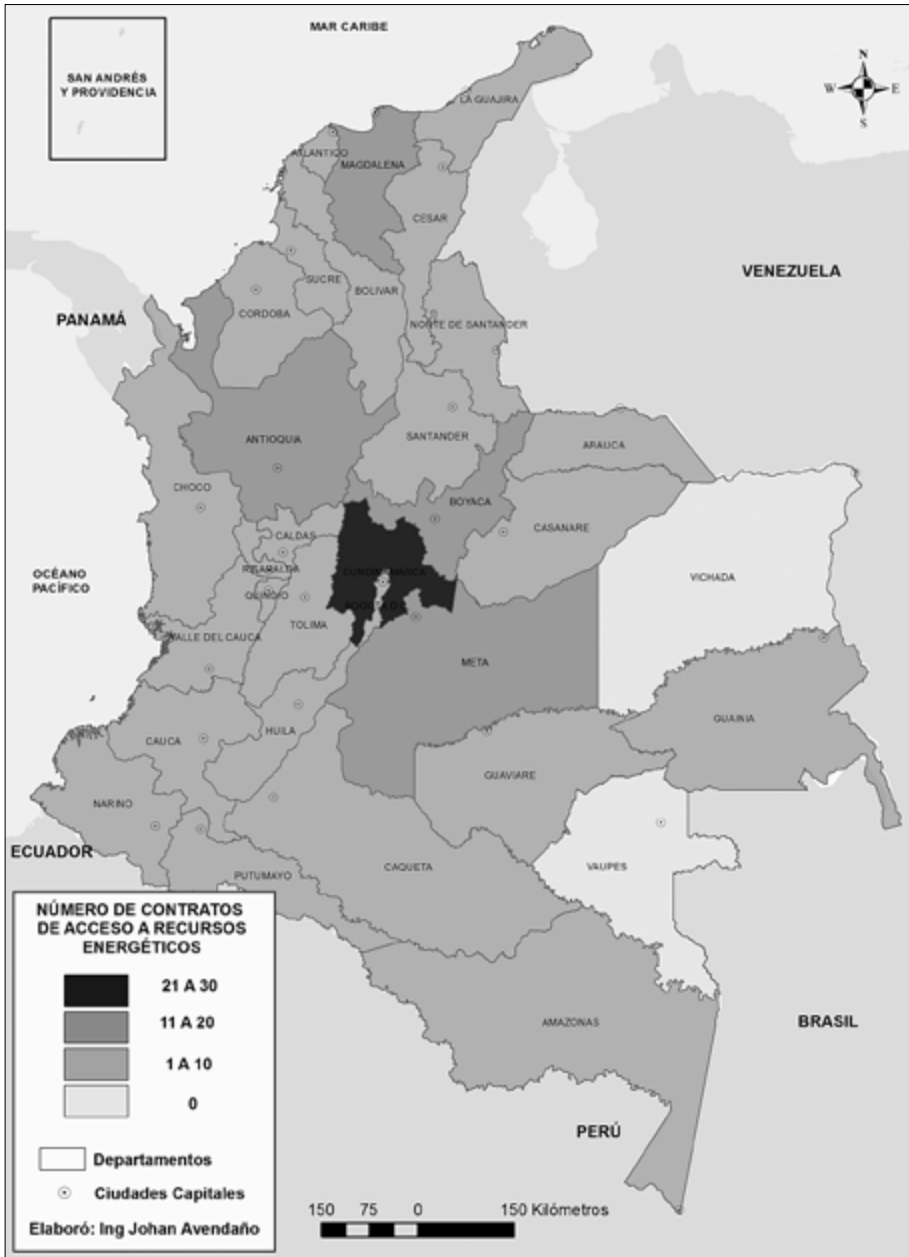 MAR CARIBE
SAN ANDRÉS
Y PROVIDENCIA
N
W
E
S
LA GUAJIRA
ATLANTICO
MAGDALENA
CESAR
VENEZUELA
SUCRE
BOLIVAR
CORDOBA
PANAMÁ
NORTE DE SANTANDER
ANTIOQUIA
SANTANDER
ARAUCA
CHOCO
BOYACA
CASANARE
CALDAS
CUNDINAMARCA
VICHADA
OCÉANO
PACÍFICO
RISARALDA
QUINDIO
BOGOTA D.C
TOLIMA
VALLE DEL CAUCA
META
GUAINIA
CAUCA
HUILA
GUAVIARE
NARINO
ECUADOR
PUTUMAYO
CAQUETA
VAUPES
NÚMERO DE CONTRATOS
DE ACCESO A RECURSOS
ENERGÉTICOS
21 A 30
11 A 20
1 A 10
0
Departamentos
Ciudades Capitales
Elaboró: Ing Johan Avendaño
AMAZONAS
BRASIL
PERÚ
150 75 0 150 Kilómetros